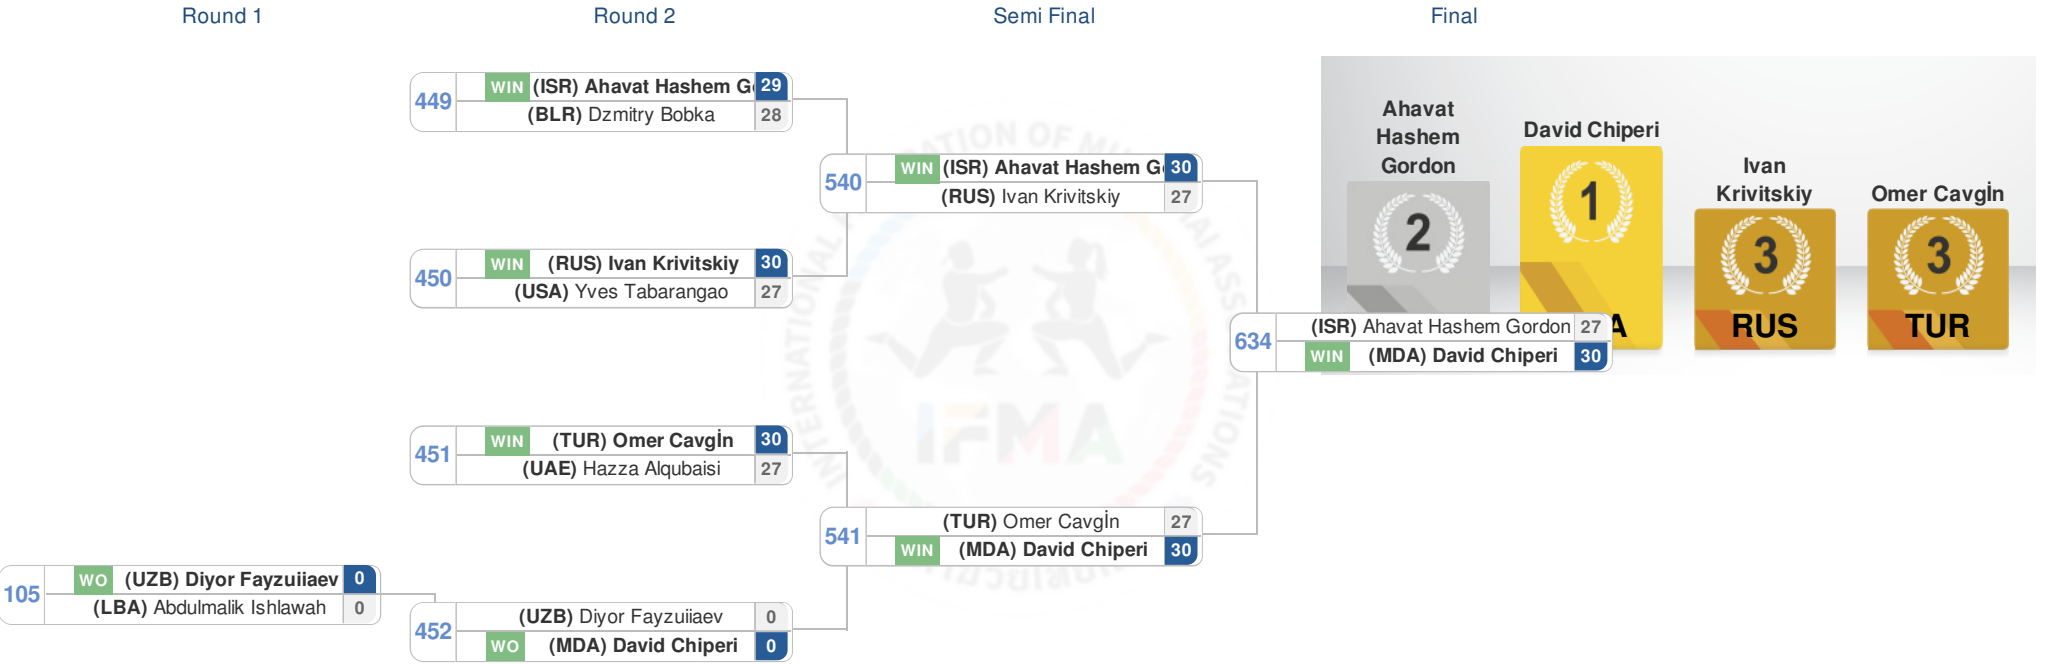 Round 1
Round 2
Semi Final
Final
449
WIN (ISR) Ahavat Hashem G 29
(BLR) Dzmitry Bobka 28
450
WIN (RUS) Ivan Krivitskiy 30
(USA) Yves Tabarangao 27
451
WIN (TUR) Omer Cavgİn 30
(UAE) Hazza Alqubaisi 27
105
WO (UZB) Diyor Fayzuiiaev 0
(LBA) Abdulmalik Ishlawah 0
452
(UZB) Diyor Fayzuiiaev 0
WO (MDA) David Chiperi 0
540
WIN (ISR) Ahavat Hashem G 30
(RUS) Ivan Krivitskiy 27
541
(TUR) Omer Cavgİn 27
WIN (MDA) David Chiperi 30
634
(ISR) Ahavat Hashem Gordon 27
WIN (MDA) David Chiperi 30
Ahavat
Hashem
Gordon
2
David Chiperi
1
A
Ivan
Krivitskiy
3
RUS
Omer Cavgİn
3
TUR
IFMA